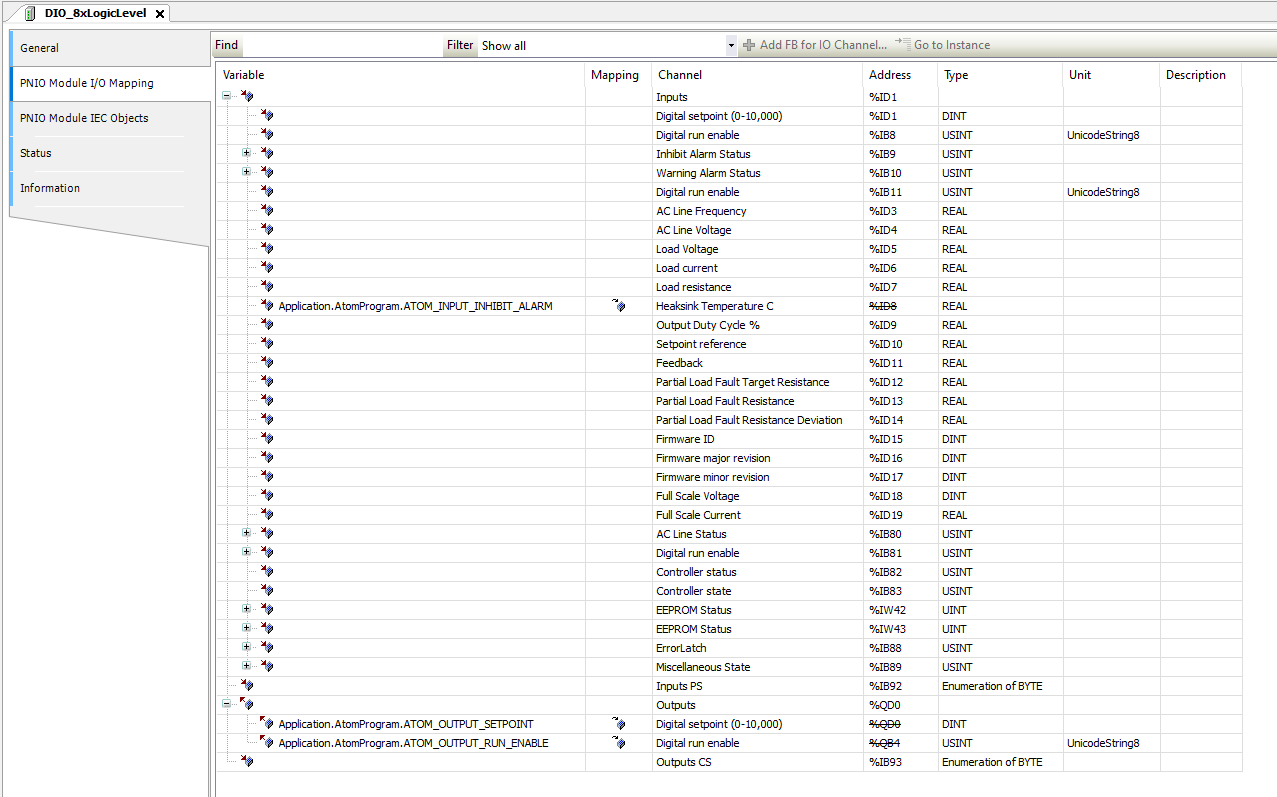 DIO_8xLogicLevel
General
PNIO Module I/O Mapping
PNIO Module IEC Objects
Status
Information
Find Filter Show all Add FB for IO Channel... Go to Instance
Variable Mapping Channel Address Type Unit Description
Inputs %ID1
Digital setpoint (0-10,000) %ID1 DINT
Digital run enable %IB8 USINT UnicodeString8
Inhibit Alarm Status %IB9 USINT
Warning Alarm Status %IB10 USINT
Digital run enable %IB11 USINT UnicodeString8
AC Line Frequency %ID3 REAL
AC Line Voltage %ID4 REAL
Load Voltage %ID5 REAL
Load current %ID6 REAL
Load resistance %ID7 REAL
Application.AtomProgram.ATOM_INPUT_INHIBIT_ALARM Heaksink Temperature C %ID8 REAL
Output Duty Cycle % %ID9 REAL
Setpoint reference %ID10 REAL
Feedback %ID11 REAL
Partial Load Fault Target Resistance %ID12 REAL
Partial Load Fault Resistance %ID13 REAL
Partial Load Fault Resistance Deviation %ID14 REAL
Firmware ID %ID15 DINT
Firmware major revision %ID16 DINT
Firmware minor revision %ID17 DINT
Full Scale Voltage %ID18 DINT
Full Scale Current %ID19 REAL
AC Line Status %IB80 USINT
Digital run enable %IB81 USINT
Controller status %IB82 USINT
Controller state %IB83 USINT
EEPROM Status %IW42 UINT
EEPROM Status %IW43 UINT
ErrorLatch %IB88 USINT
Miscellaneous State %IB89 USINT
Inputs PS %IB92 Enumeration of BYTE
Outputs %QD0
Application.AtomProgram.ATOM_OUTPUT_SETPOINT Digital setpoint (0-10,000) %QD0 DINT
Application.AtomProgram.ATOM_OUTPUT_RUN_ENABLE Digital run enable %QB4 USINT UnicodeString8
Outputs CS %IB93 Enumeration of BYTE